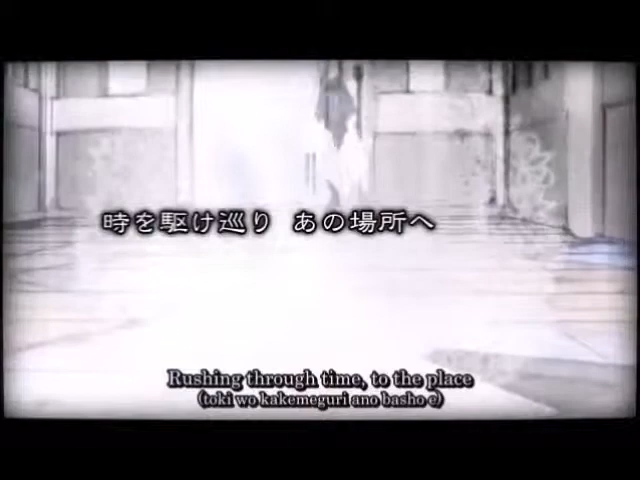 時を駆け巡り あの場所へ
Rushing through time, to the place
(toki wo kakemeguri ano basho e)